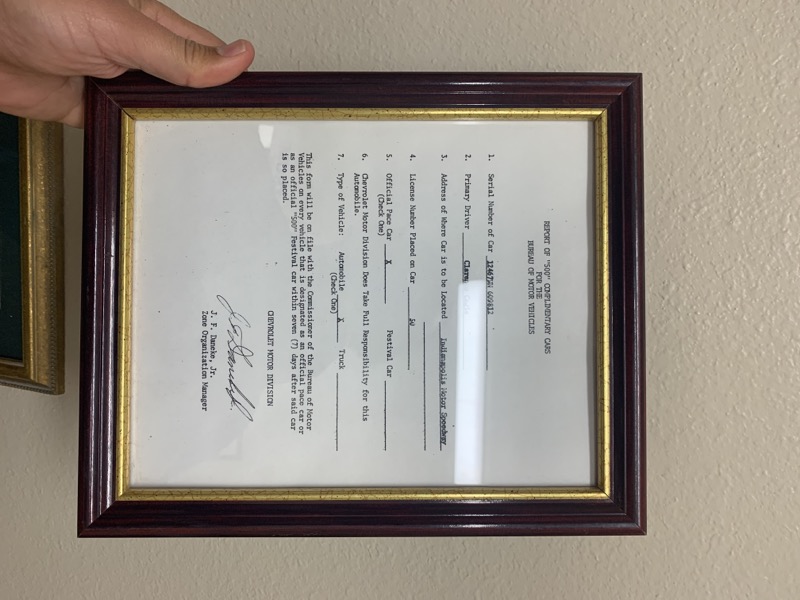 REPORT OF "500" COMPLIMENTARY CARS
FOR THE
BUREAU OF MOTOR VEHICLES
1. Serial Number of Car
2. Primary Driver
3. Address of Where Car is to be Located Indianapolis Motor Speedway
4. License Number Placed on Car 50
5. Official Pace Car X Festival Car
(Check One)
6. Chevrolet Motor Division Does Take Full Responsibility for this
Automobile.
7. Type of Vehicle: Automobile X Truck
(Check One)
This form will be on file with the Commissioner of the Bureau of Motor
Vehicles on every vehicle that is designated as an official pace car or
as an official "500" Festival car within seven (7) days after said car
is so placed.
CHEVROLET MOTOR DIVISION
J. F. Daneke, Jr.
Zone Organization Manager